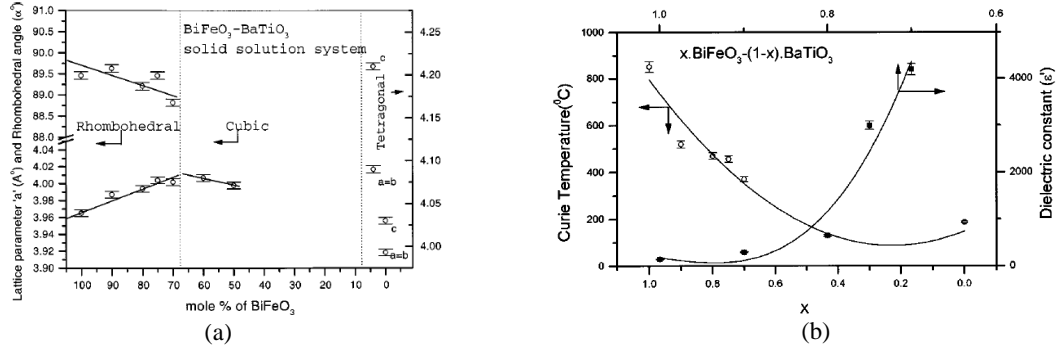 BiFeO₃-BaTiO₃
solid solution system
Rhombohedral
Cubic
Tetragonal
c
a=b
c
a=b
Lattice parameter 'a' (A°) and Rhombohedral angle (α°)
91.0
90.5
90.0
89.5
89.0
88.5
88.0
4.04
4.02
4.00
3.98
3.96
3.94
3.92
3.90
4.25
4.20
4.15
4.10
4.05
4.00
100 90 80 70 60 50 40 30 20 10 0
mole % of BiFeO₃
(a)
1.0 0.9 0.8 0.7 0.6
x.BiFeO₃-(1-x).BaTiO₃
Curie Temperature(⁰C)
1000
800
600
400
200
0
4000
2000
0
Dielectric constant (ε')
1.0 0.8 0.6 0.4 0.2 0.0
X
(b)